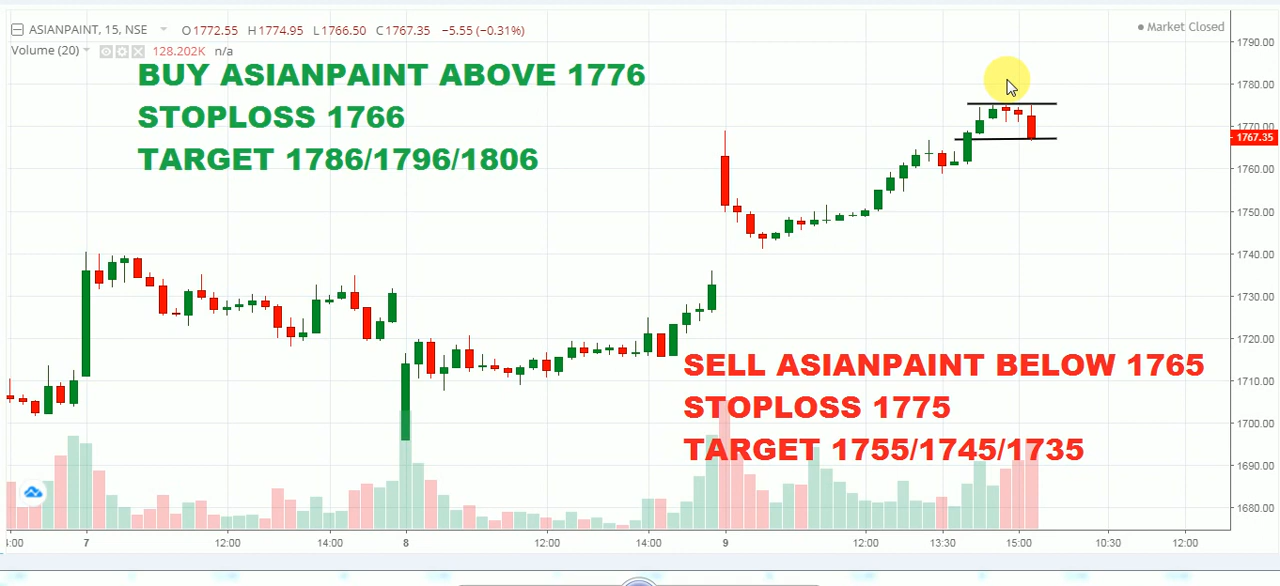 ASIANPAINT, 15, NSE O1772.55 H1774.95 L1766.50 C1767.35 −5.55 (−0.31%)
Market Closed
Volume (20) 128.202K n/a
BUY ASIANPAINT ABOVE 1776
STOPLOSS 1766
TARGET 1786/1796/1806
SELL ASIANPAINT BELOW 1765
STOPLOSS 1775
TARGET 1755/1745/1735
1790.00
1780.00
1770.00
1767.35
1760.00
1750.00
1740.00
1730.00
1720.00
1710.00
1700.00
1690.00
1680.00
:00 7 12:00 14:00 8 12:00 14:00 9 12:00 13:30 15:00 10:30 12:00